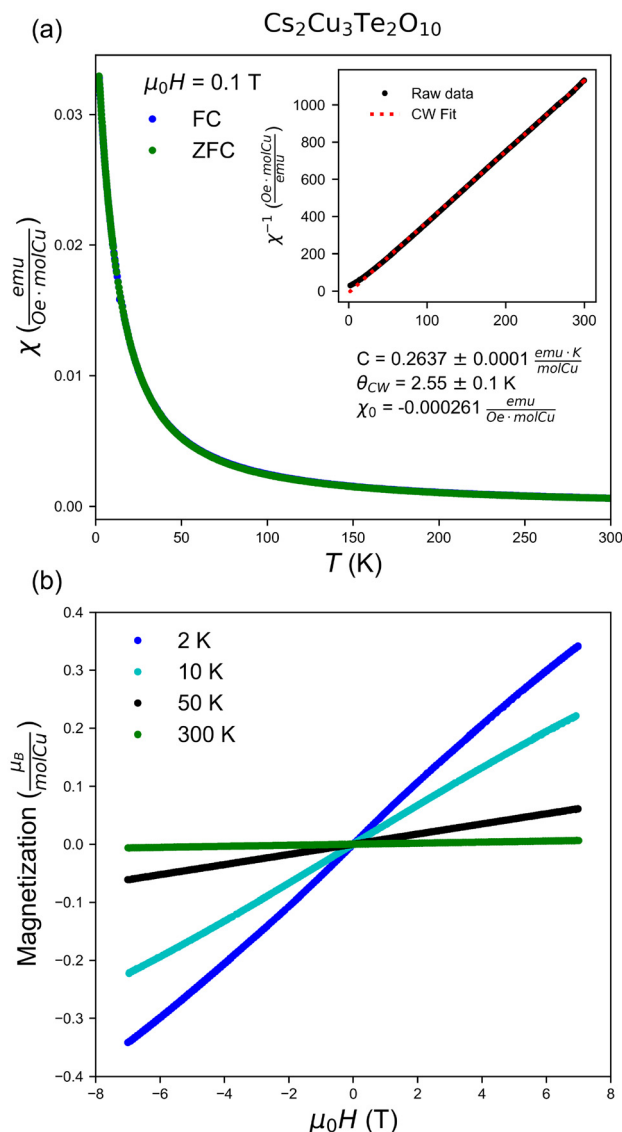 Cs₂Cu₃Te₂O₁₀
(a)
μ₀H = 0.1 T
FC
ZFC
Raw data
CW Fit
χ⁻¹ (Oe · molCu / emu)
1000
800
600
400
200
0
0 100 200 300
C = 0.2637 ± 0.0001 emu · K / molCu
θ_CW = 2.55 ± 0.1 K
χ₀ = -0.000261 emu / Oe · molCu
χ (emu / Oe · molCu)
0.03
0.02
0.01
0.00
0 50 100 150 200 250 300
T (K)
(b)
2 K
10 K
50 K
300 K
Magnetization (μ_B / molCu)
0.4
0.3
0.2
0.1
0.0
−0.1
−0.2
−0.3
−0.4
−8 −6 −4 −2 0 2 4 6 8
μ₀H (T)